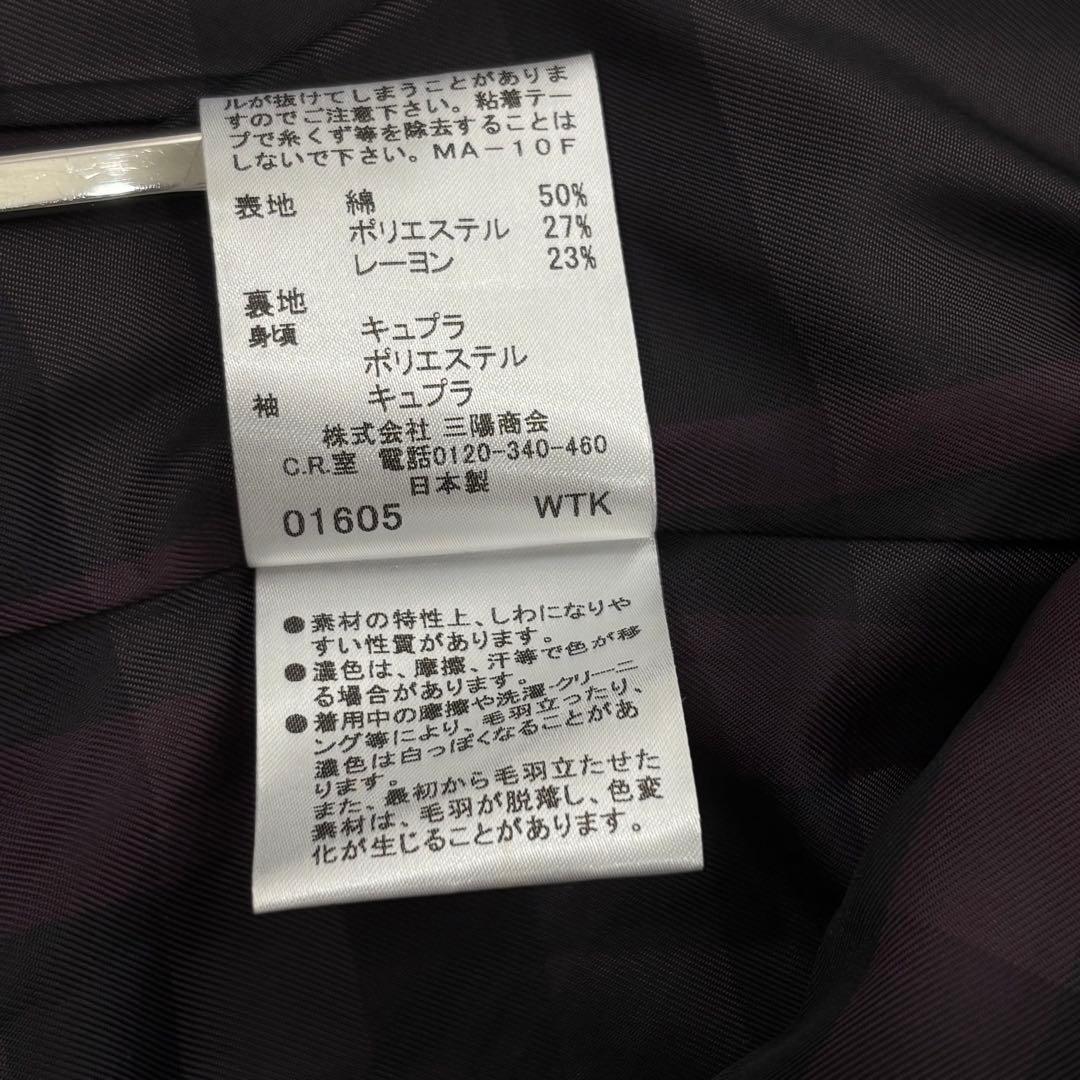 ルが抜けてしまうことがありま
すのでご注意下さい。粘着テー
プで糸くず等を除去することは
しないで下さい。MA－10F
表地 綿 50%
ポリエステル 27%
レーヨン 23%
裏地
身頃 キュプラ
ポリエステル
袖 キュプラ
株式会社 三陽商会
C.R.室 電話0120-340-460
日本製
01605 WTK
●素材の特性上、しわになりや
すい性質があります。
●濃色は、摩擦、汗等で色が移
る場合があります。
●着用中の摩擦や洗濯・クリーニ
ング等により、毛羽立ったり、
濃色は白っぽくなることがあ
ります。
また、最初から毛羽立たせた
素材は、毛羽が脱落し、色変
化が生じることがあります。